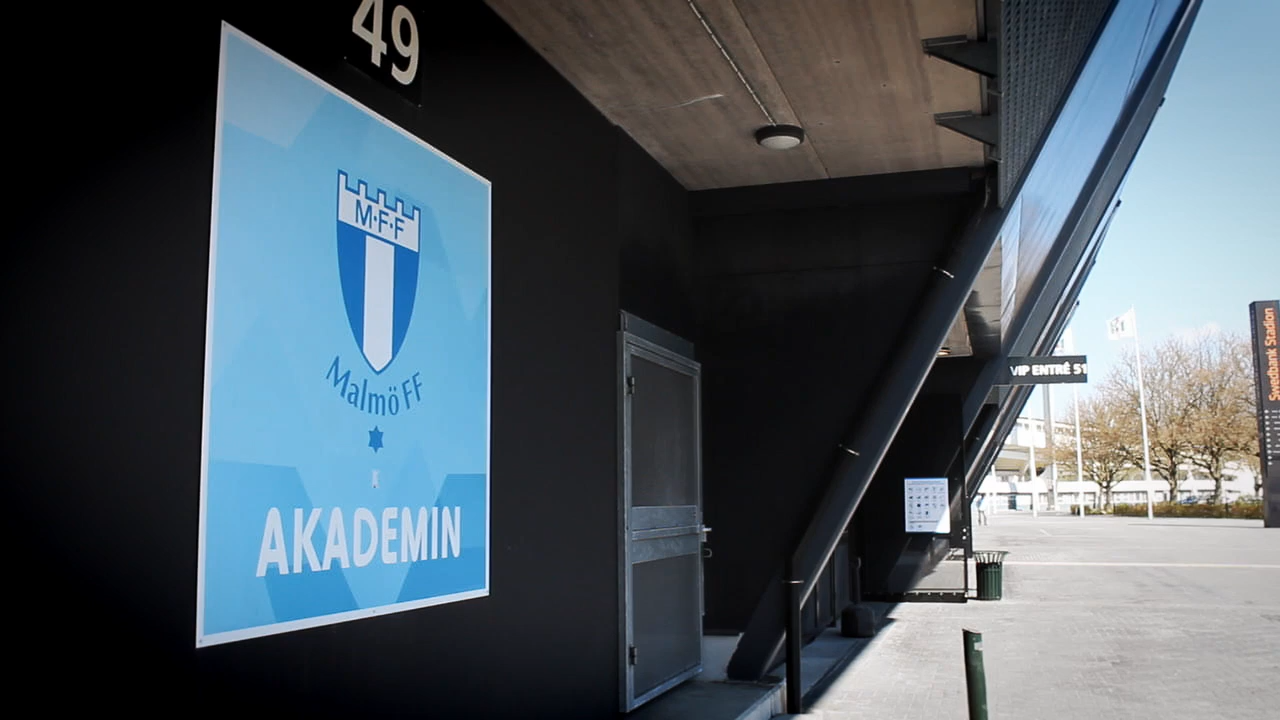 49
M·F·F
Malmö FF
AKADEMIN
VIP ENTRÉ 51
Swedbank Stadion